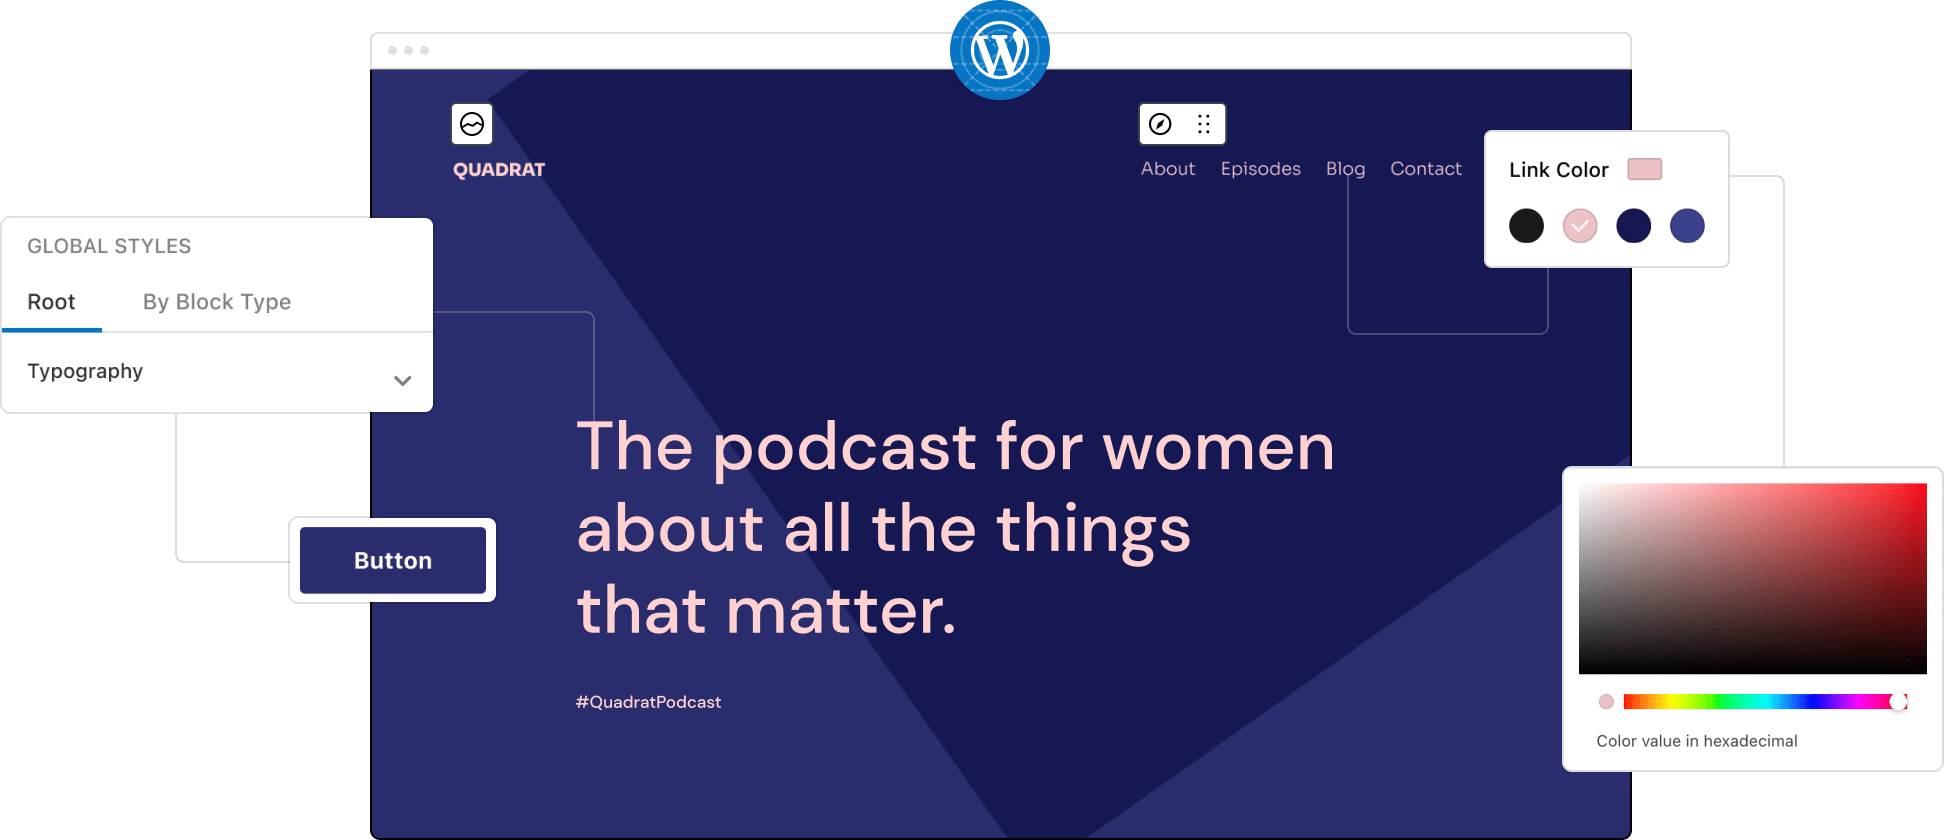 QUADRAT
About Episodes Blog Contact
Link Color
GLOBAL STYLES
Root By Block Type
Typography
Button
The podcast for women
about all the things
that matter.
#QuadratPodcast
Color value in hexadecimal